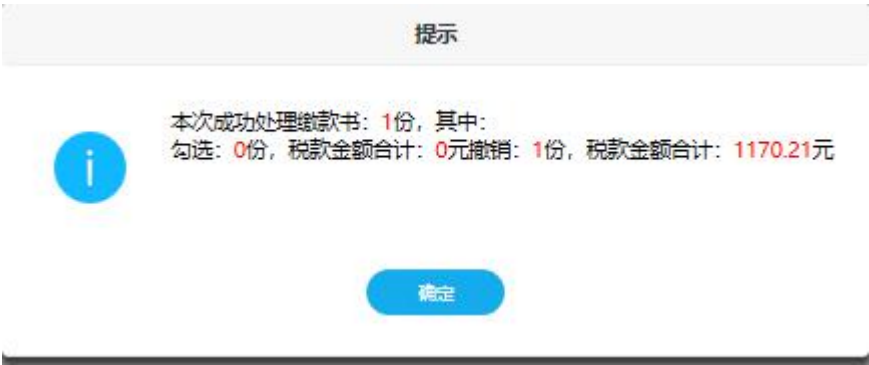 提示
本次成功处理缴款书：1份，其中：
勾选：0份，税款金额合计：0元撤销：1份，税款金额合计：1170.21元
确定